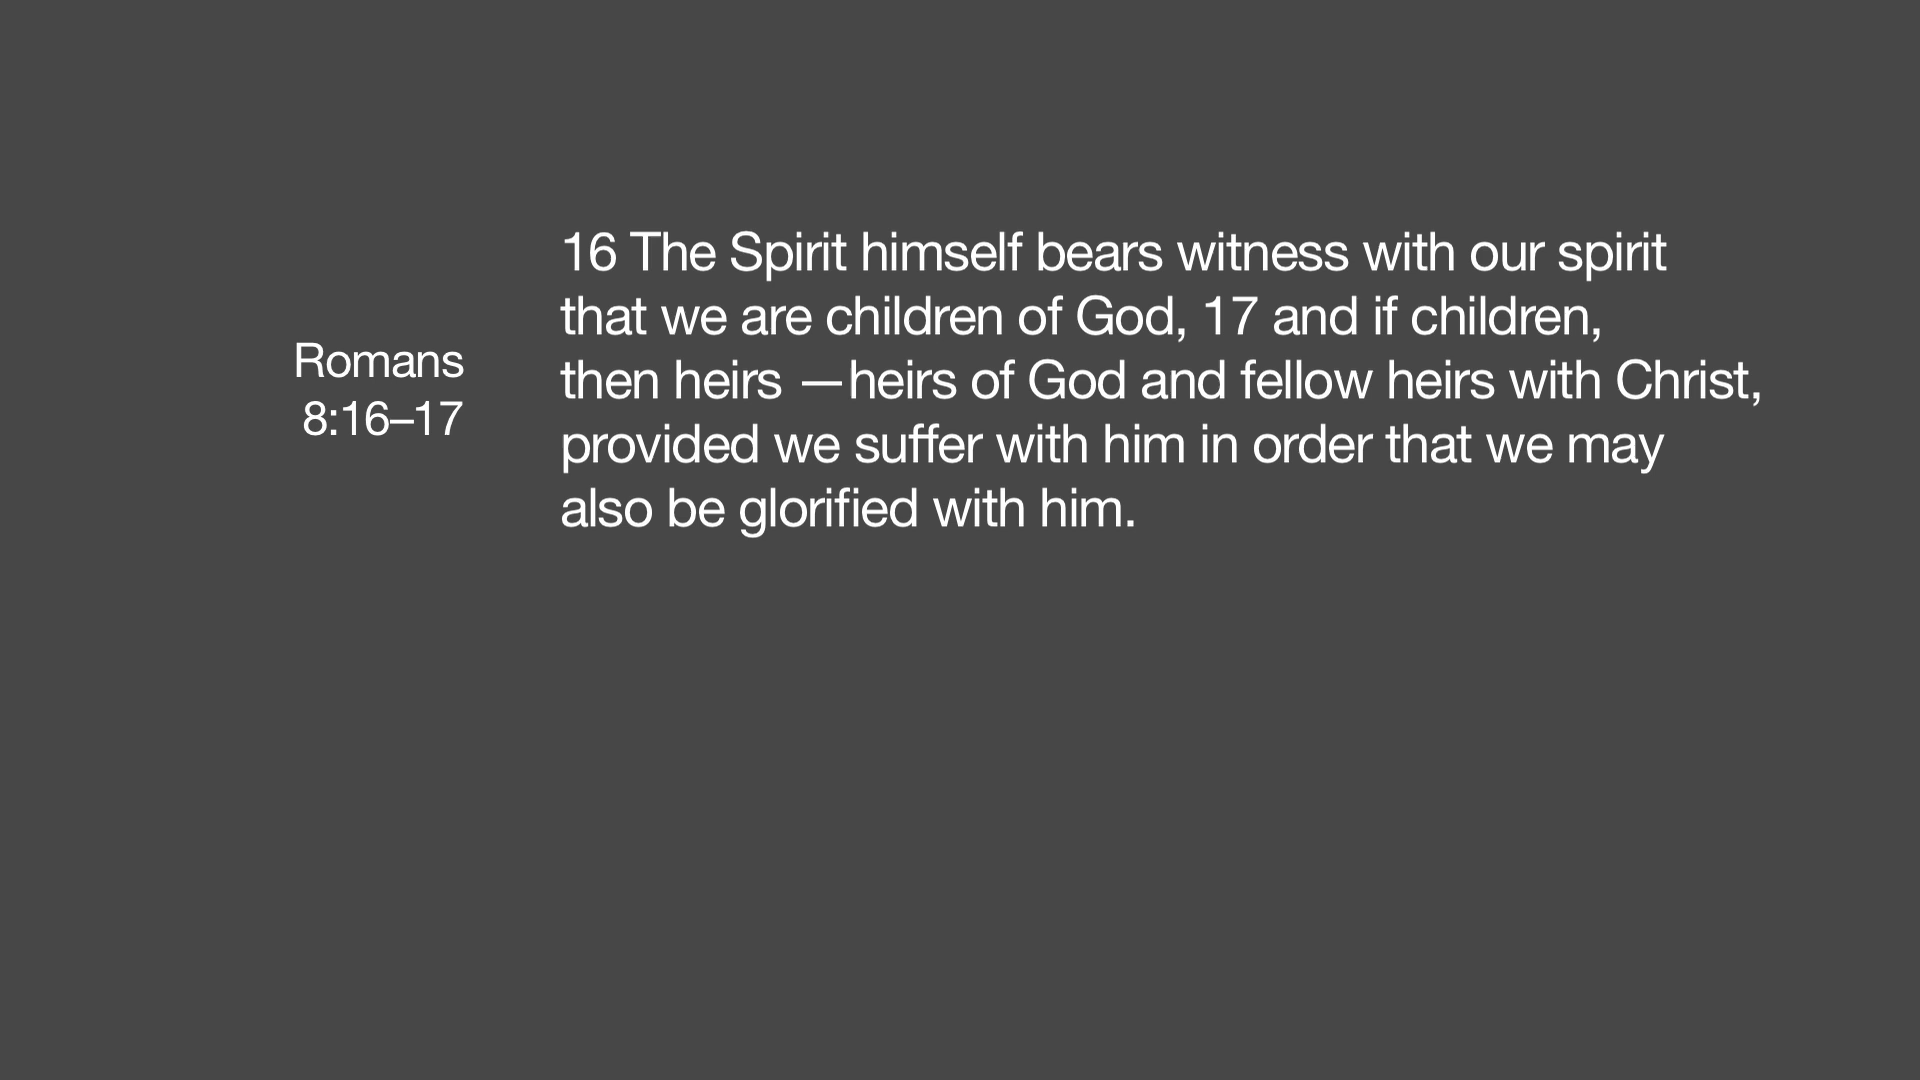 Romans
8:16–17
16 The Spirit himself bears witness with our spirit
that we are children of God, 17 and if children,
then heirs —heirs of God and fellow heirs with Christ,
provided we suffer with him in order that we may
also be glorified with him.